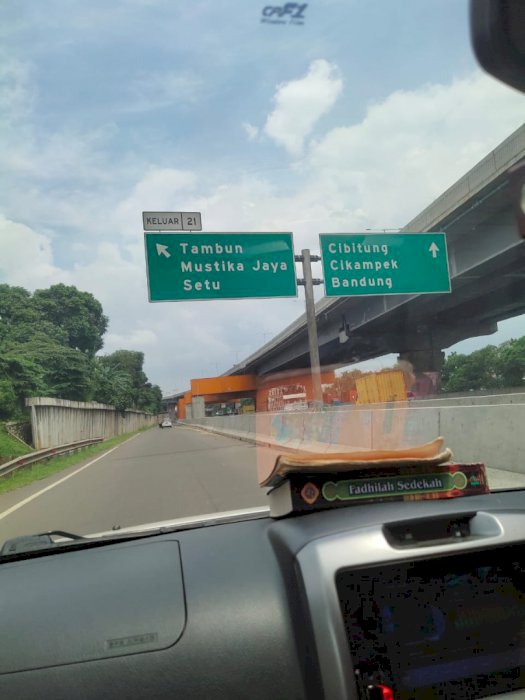 KELUAR 21
Tambun
Mustika Jaya
Setu
Cibitung
Cikampek
Bandung
Fadhilah Sedekah